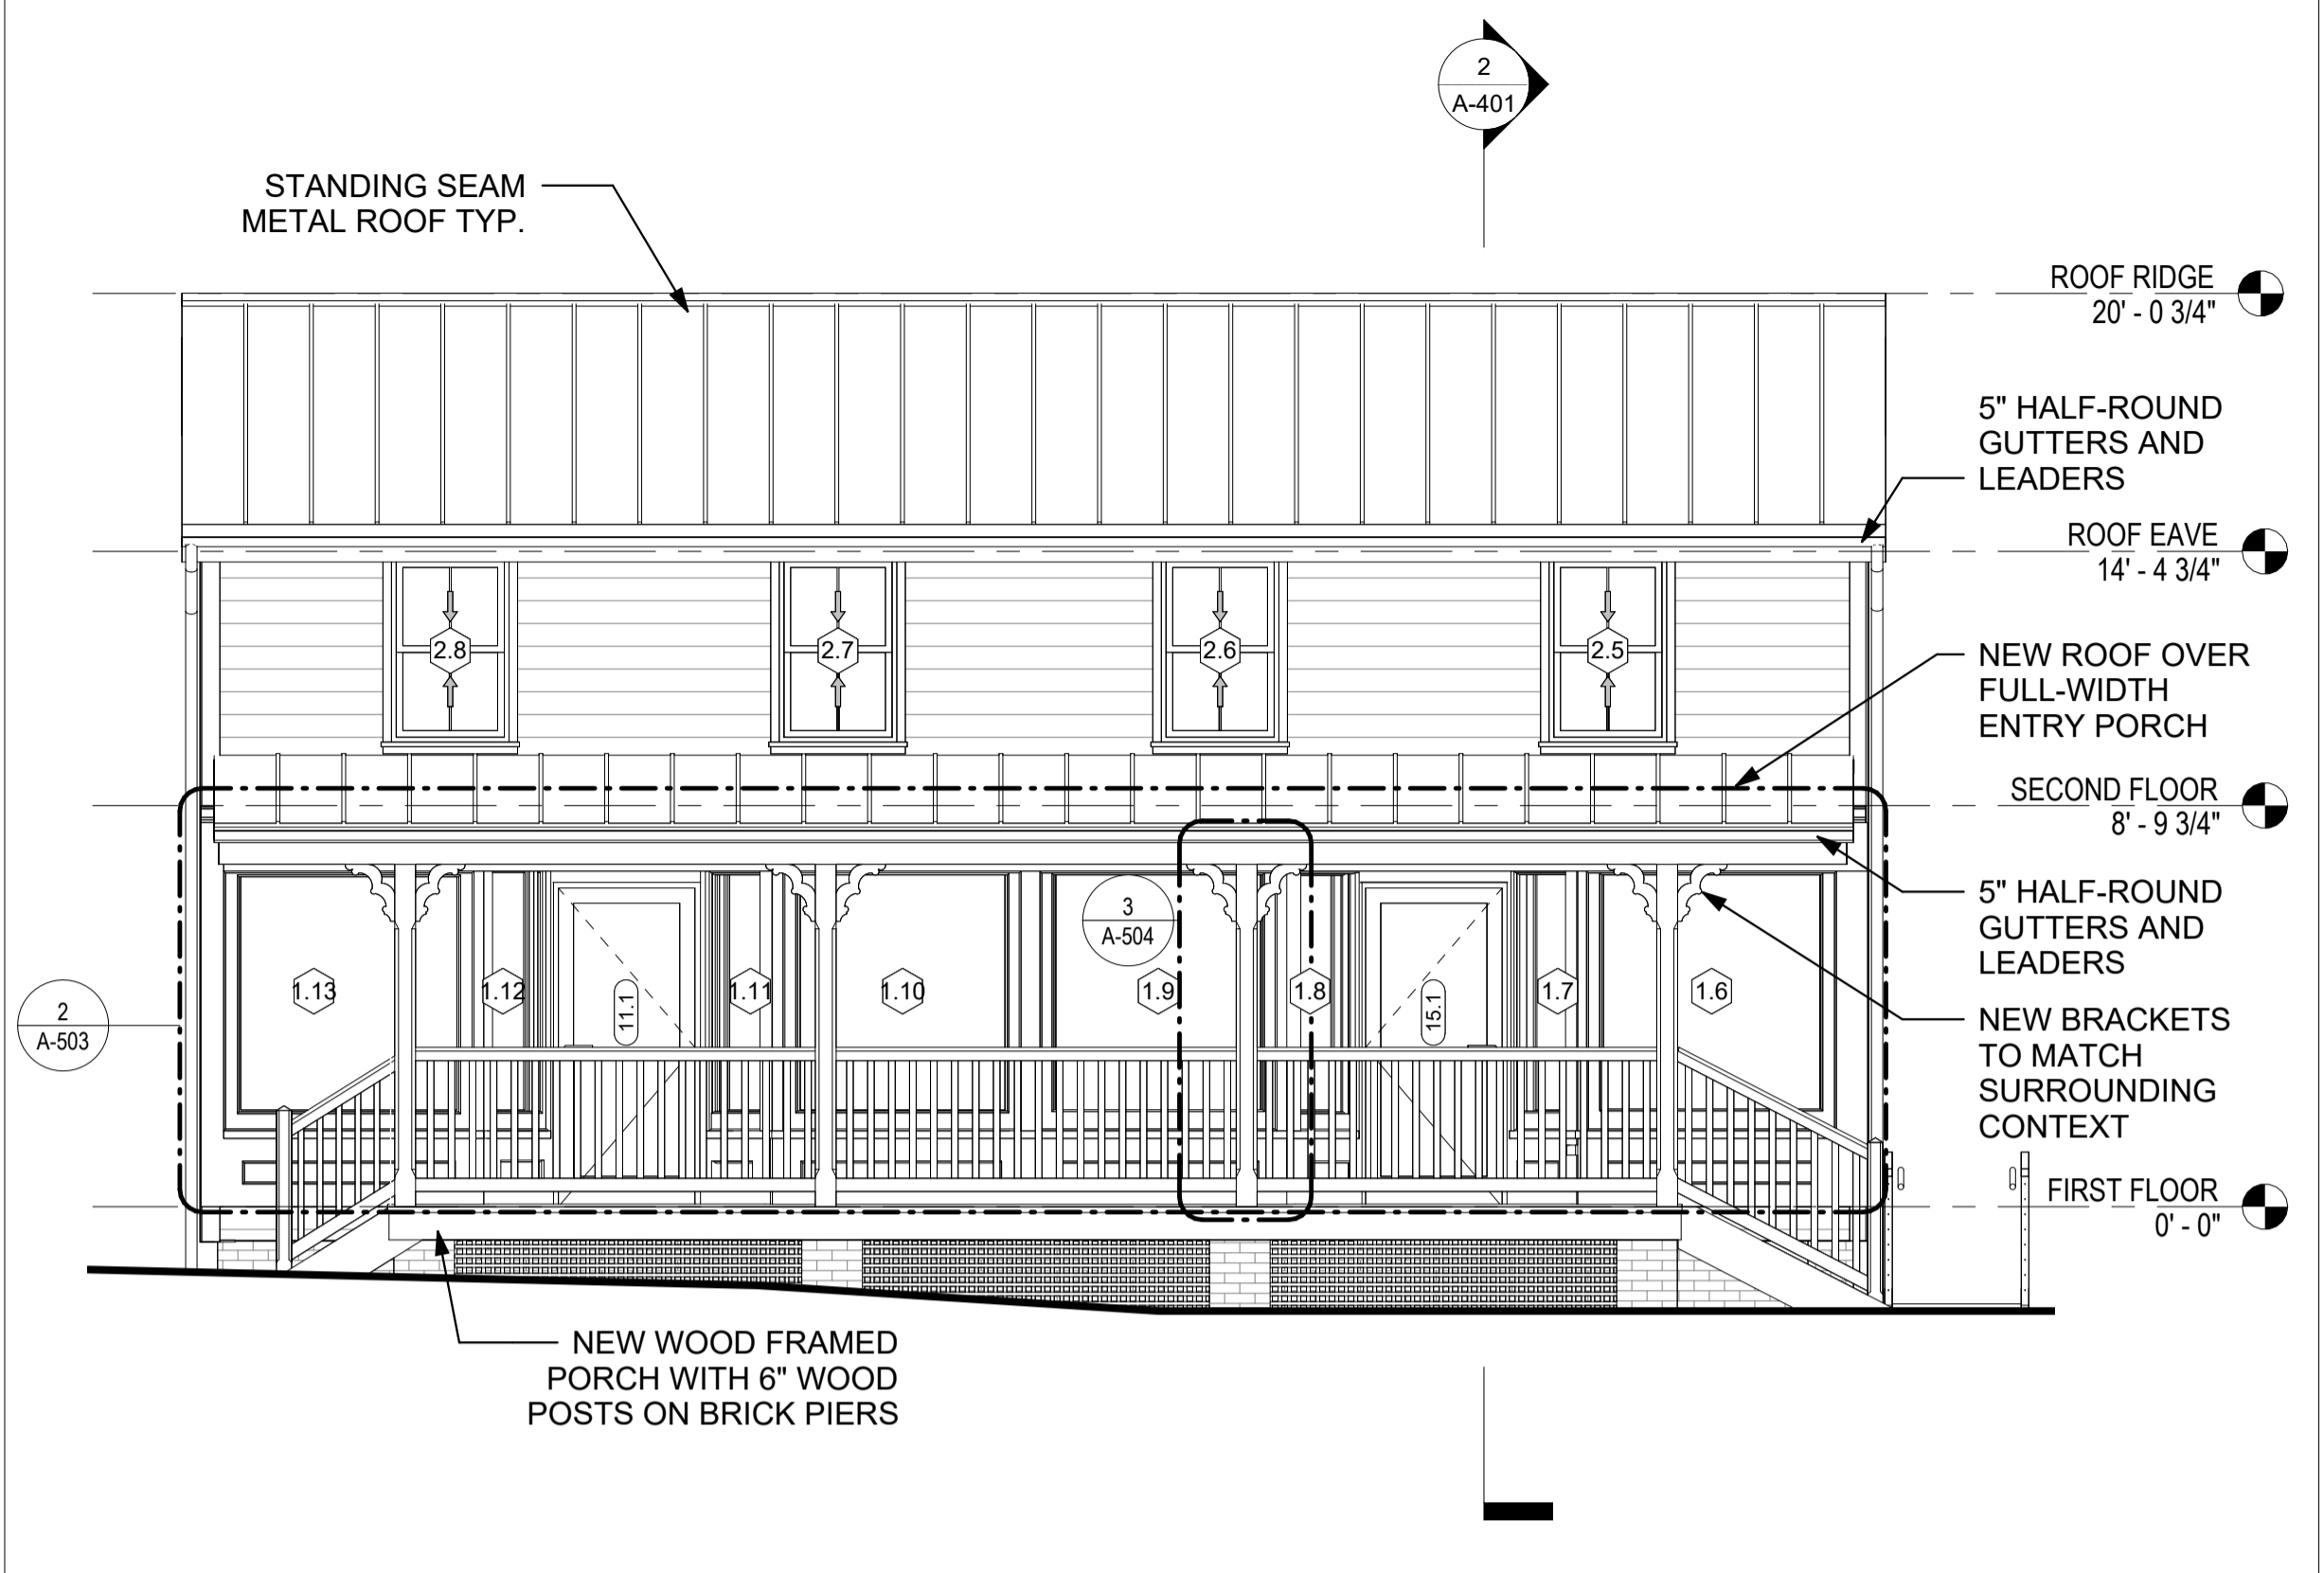 2
A-401
STANDING SEAM
METAL ROOF TYP.
ROOF RIDGE
20' - 0 3/4"
5" HALF-ROUND
GUTTERS AND
LEADERS
ROOF EAVE
14' - 4 3/4"
2.8
2.7
2.6
2.5
NEW ROOF OVER
FULL-WIDTH
ENTRY PORCH
SECOND FLOOR
8' - 9 3/4"
5" HALF-ROUND
GUTTERS AND
LEADERS
3
A-504
1.13
1.12
11.1
1.11
1.10
1.9
1.8
15.1
1.7
1.6
2
A-503
NEW BRACKETS
TO MATCH
SURROUNDING
CONTEXT
FIRST FLOOR
0' - 0"
NEW WOOD FRAMED
PORCH WITH 6" WOOD
POSTS ON BRICK PIERS